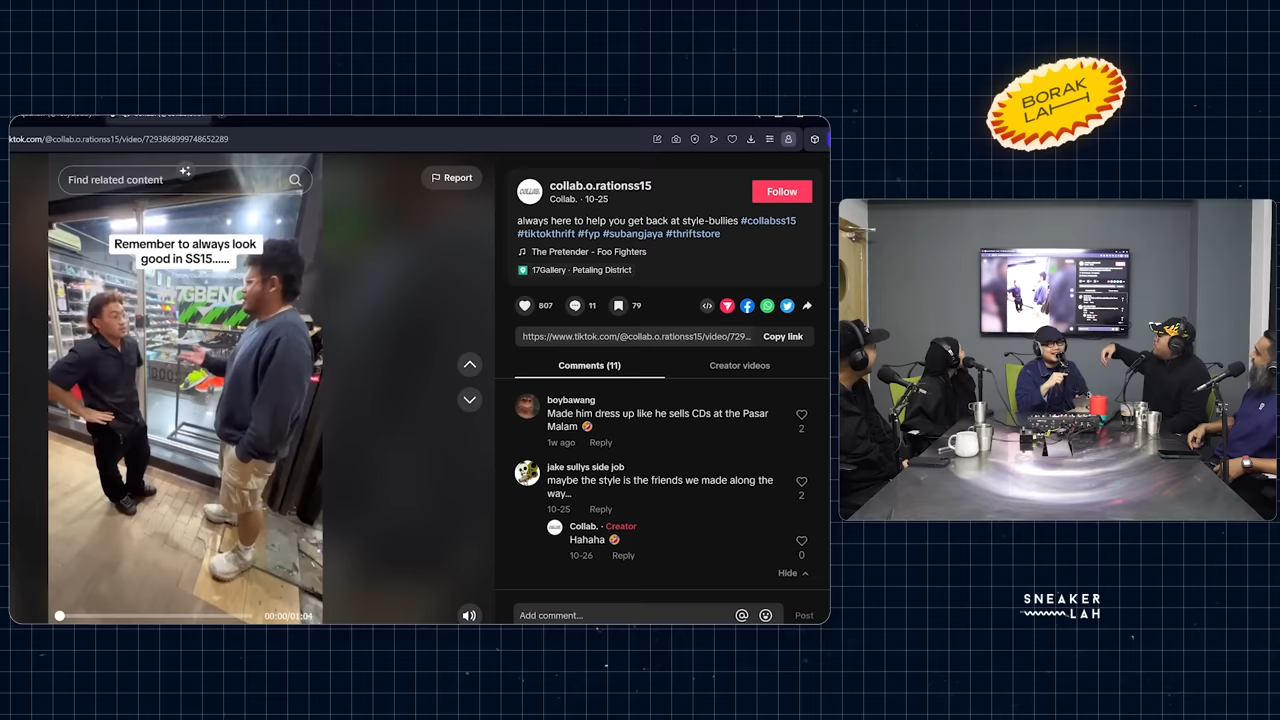 ktok.com/@collab.o.rationss15/video/7293868999748652289
Find related content
Report
Remember to always look
good in SS15......
00:00/01:04
collab.o.rationss15
Collab. · 10-25
Follow
always here to help you get back at style-bullies #collabss15
#tiktokthrift #fyp #subangjaya #thriftstore
The Pretender - Foo Fighters
17Gallery · Petaling District
807
11
79
https://www.tiktok.com/@collab.o.rationss15/video/729...
Copy link
Comments (11)
Creator videos
boybawang
Made him dress up like he sells CDs at the Pasar
Malam 🤣
2
1w ago
Reply
jake sullys side job
maybe the style is the friends we made along the
way...
2
10-25
Reply
Collab. · Creator
Hahaha 🤣
10-26
Reply
0
Hide
Add comment...
Post
BORAK
LAH
SNEAKER
LAH